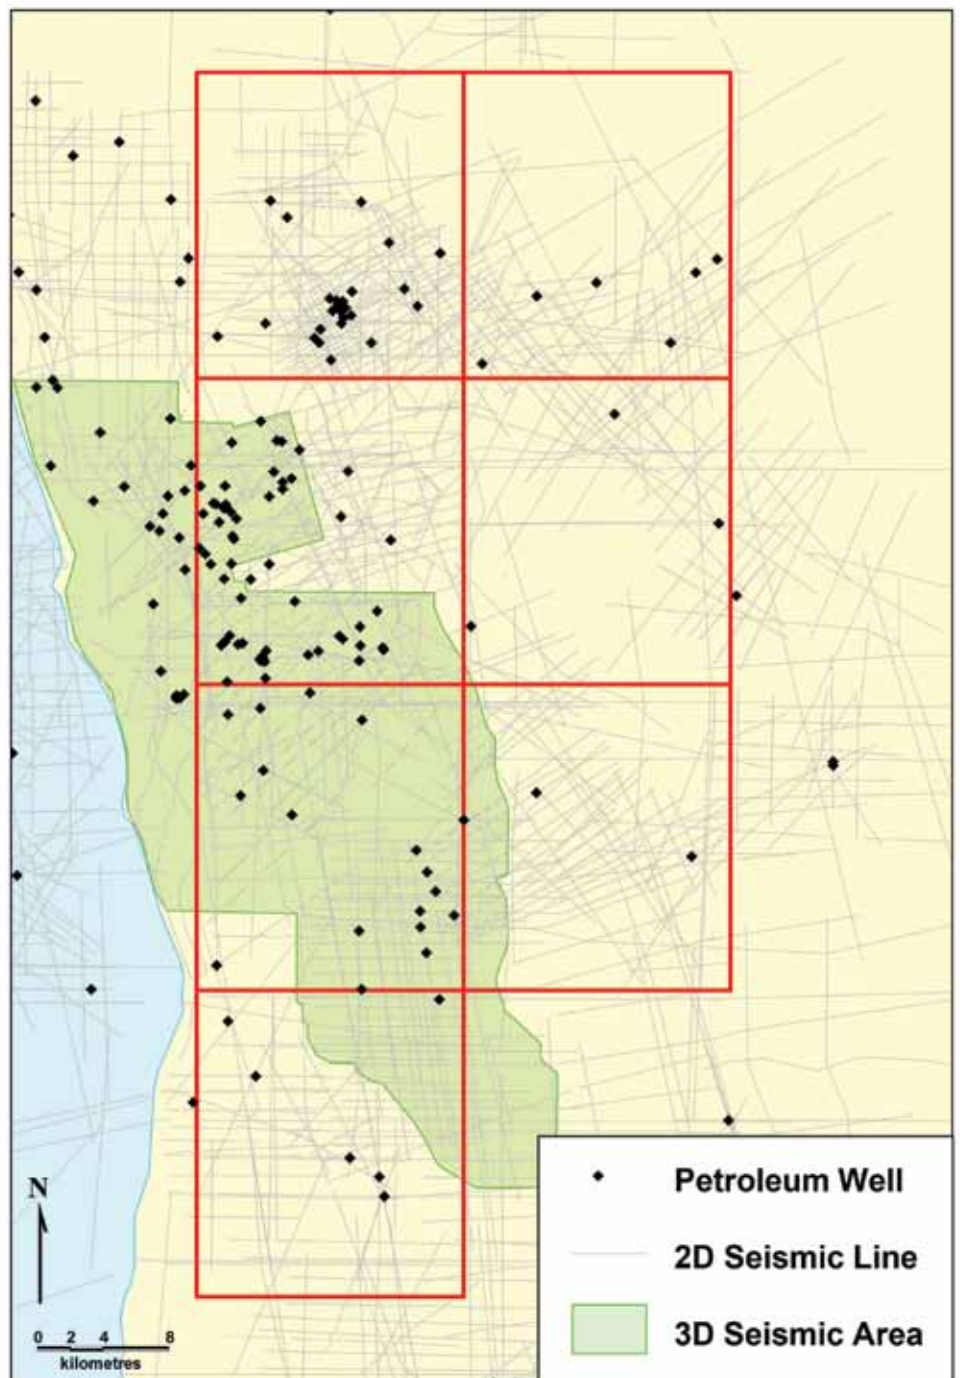 Petroleum Well
2D Seismic Line
3D Seismic Area
N
0 2 4 8
kilometres